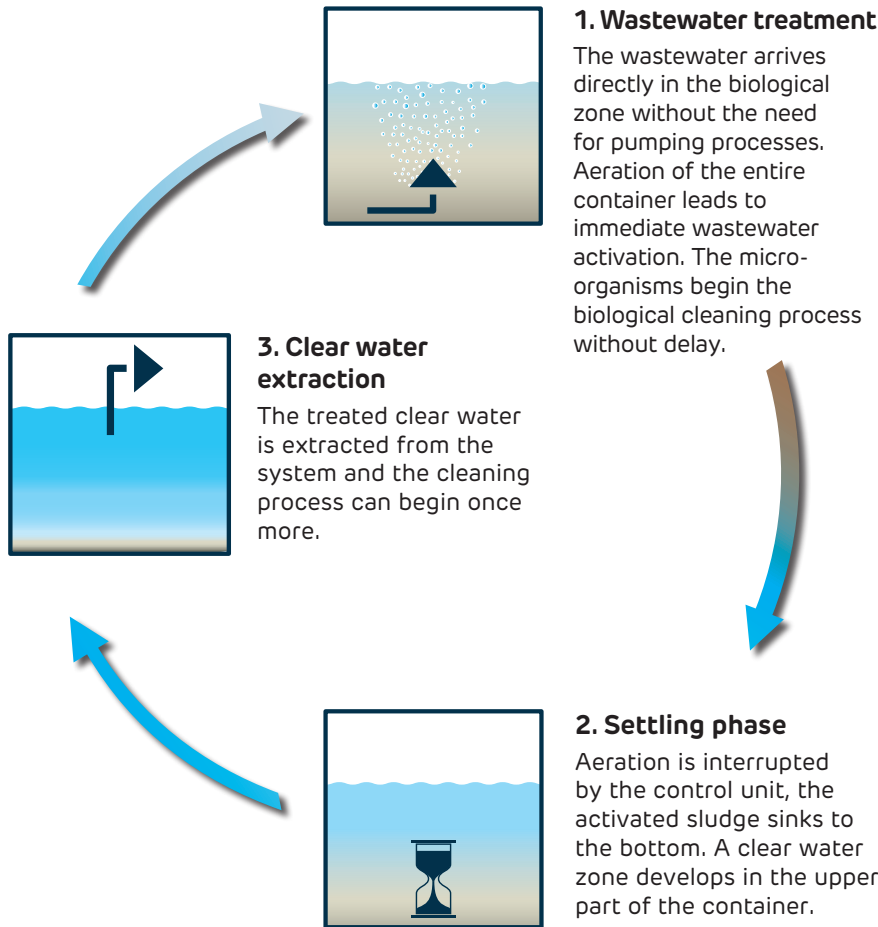 1. Wastewater treatment
The wastewater arrives
directly in the biological
zone without the need
for pumping processes.
Aeration of the entire
container leads to
immediate wastewater
activation. The micro-
organisms begin the
biological cleaning process
without delay.
2. Settling phase
Aeration is interrupted
by the control unit, the
activated sludge sinks to
the bottom. A clear water
zone develops in the upper
part of the container.
3. Clear water
extraction
The treated clear water
is extracted from the
system and the cleaning
process can begin once
more.